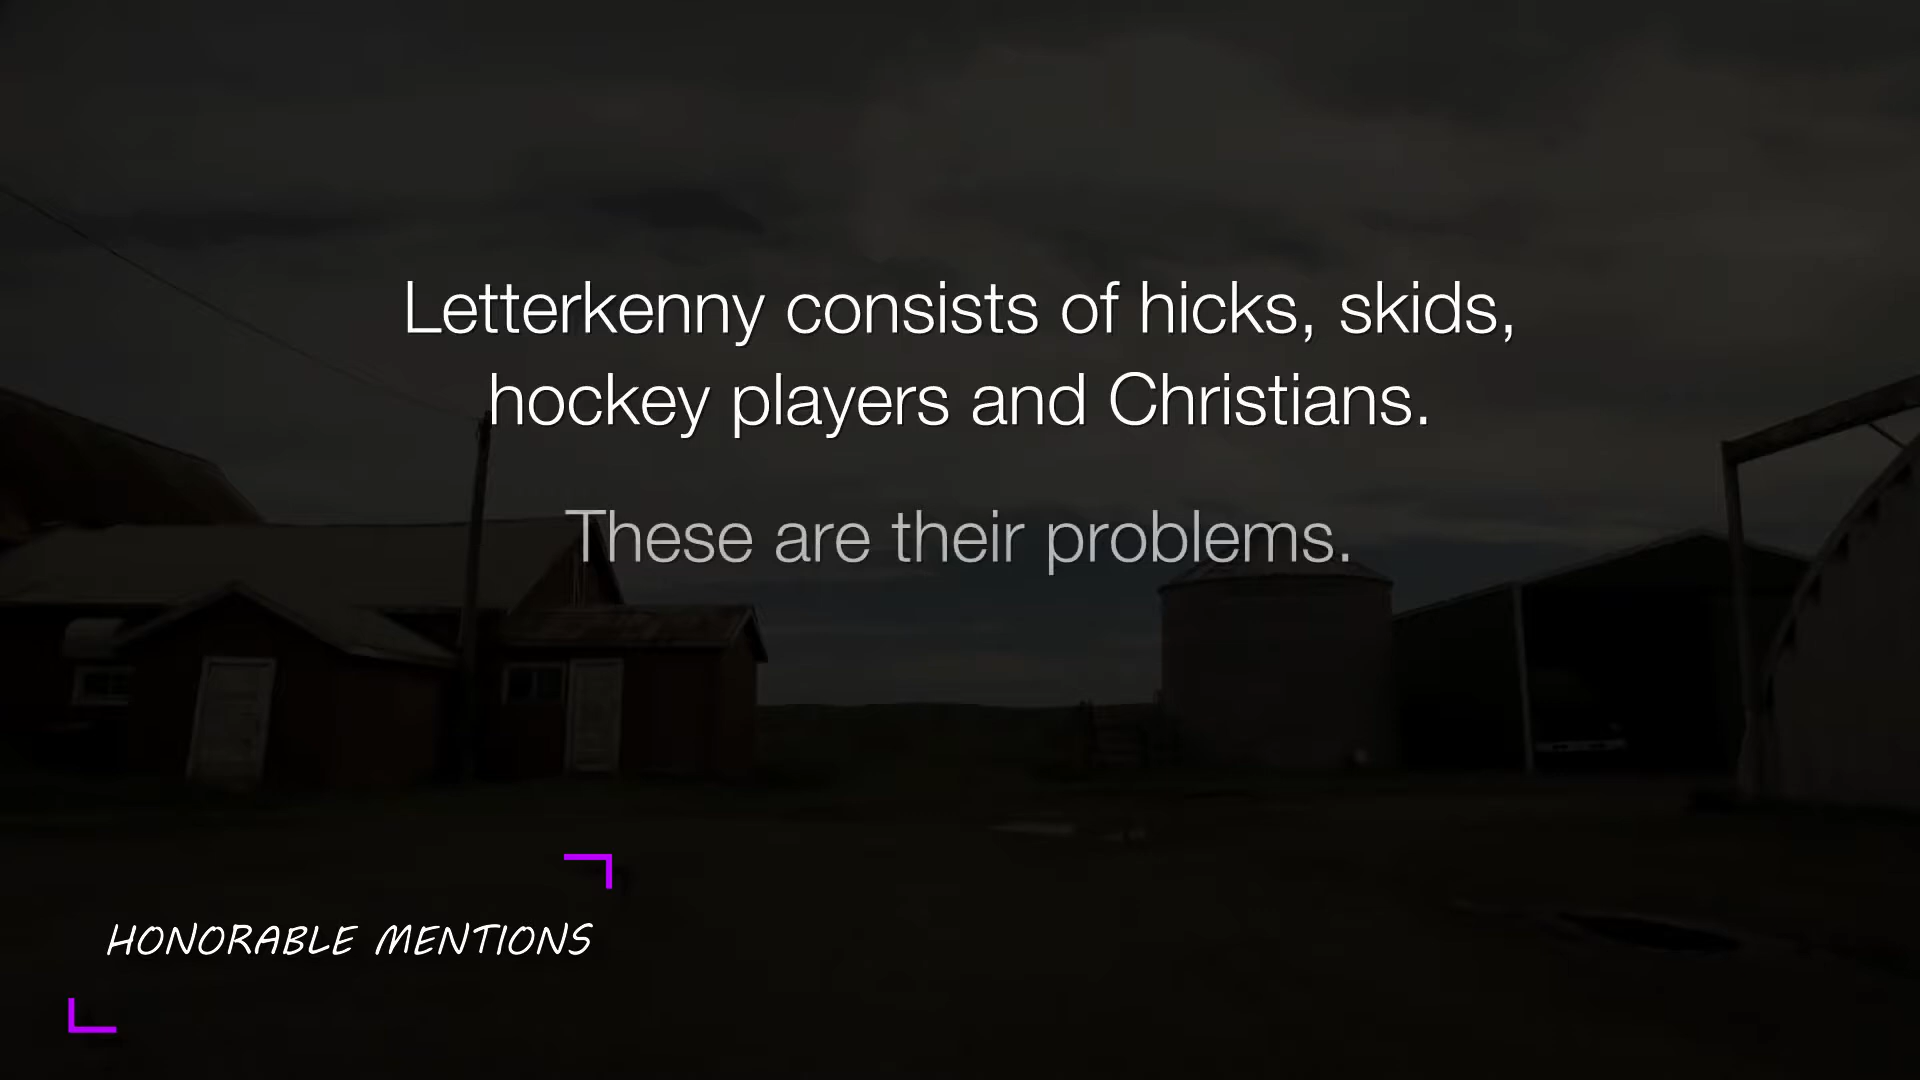 Letterkenny consists of hicks, skids,
hockey players and Christians.
These are their problems.
HONORABLE MENTIONS